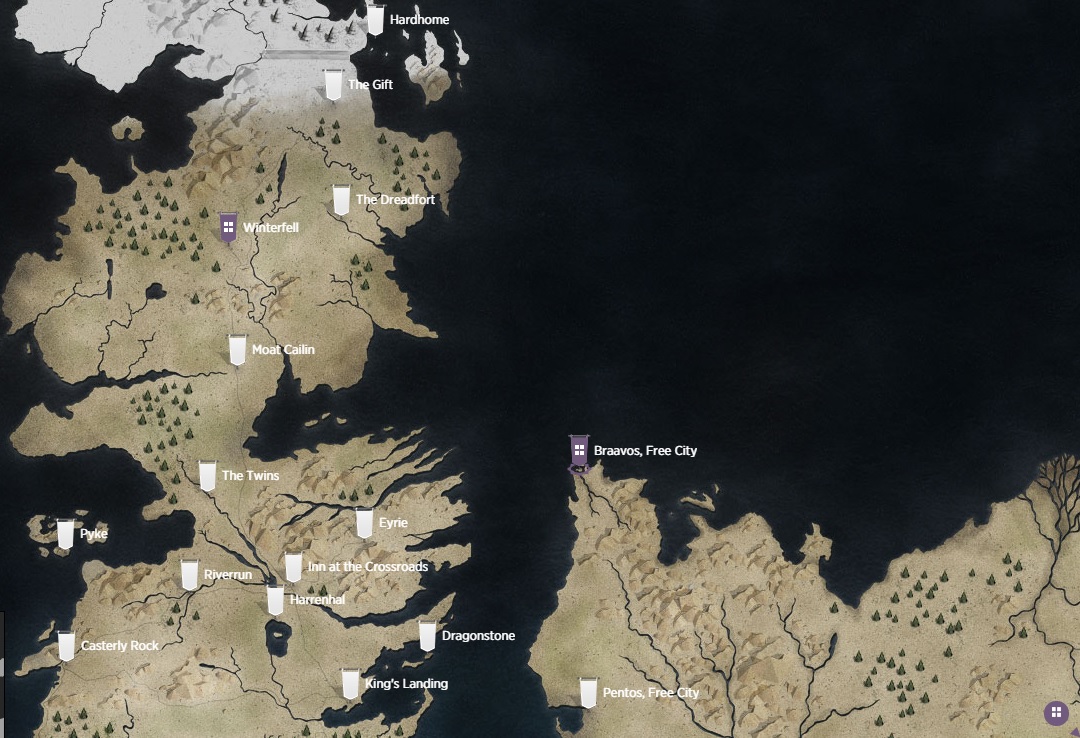 Hardhome
The Gift
The Dreadfort
Winterfell
Moat Cailin
Braavos, Free City
The Twins
Eyrie
Pyke
Inn at the Crossroads
Riverrun
Harrenhal
Dragonstone
Casterly Rock
King's Landing
Pentos, Free City